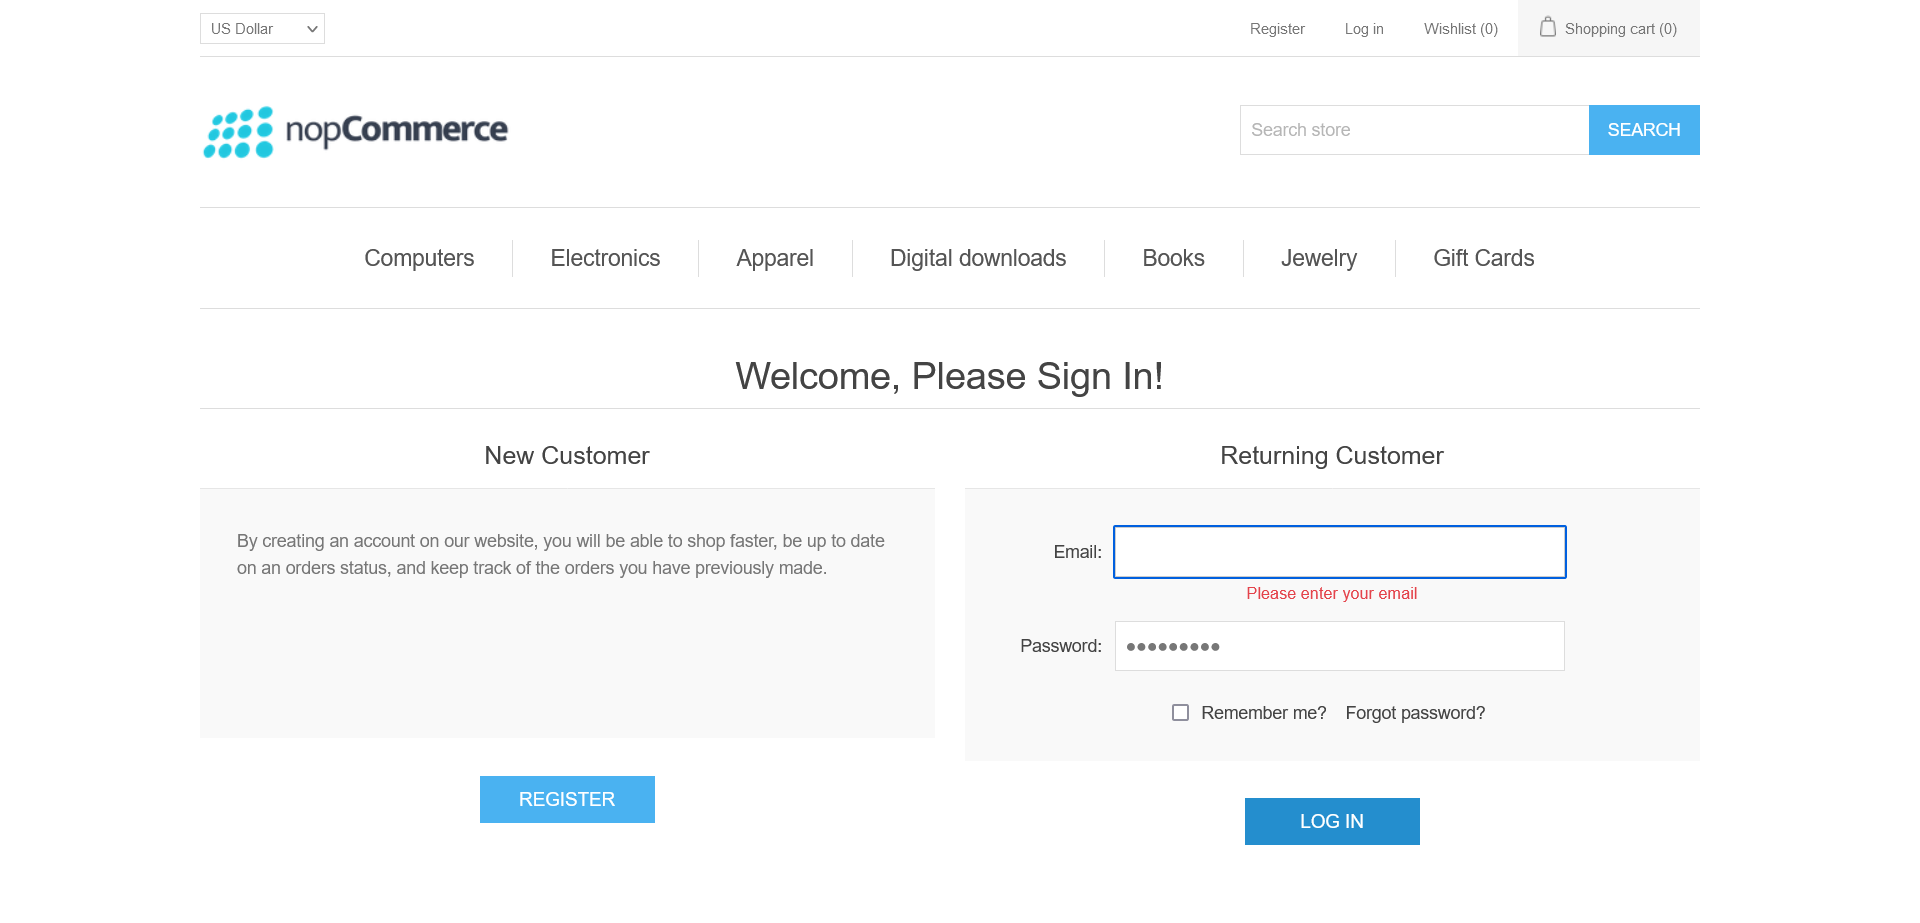 US Dollar
Register
Log in
Wishlist (0)
Shopping cart (0)
nopCommerce
Search store
SEARCH
Computers
Electronics
Apparel
Digital downloads
Books
Jewelry
Gift Cards
Welcome, Please Sign In!
New Customer
By creating an account on our website, you will be able to shop faster, be up to date
on an orders status, and keep track of the orders you have previously made.
REGISTER
Returning Customer
Email:
Please enter your email
Password:
●●●●●●●●●
Remember me?
Forgot password?
LOG IN